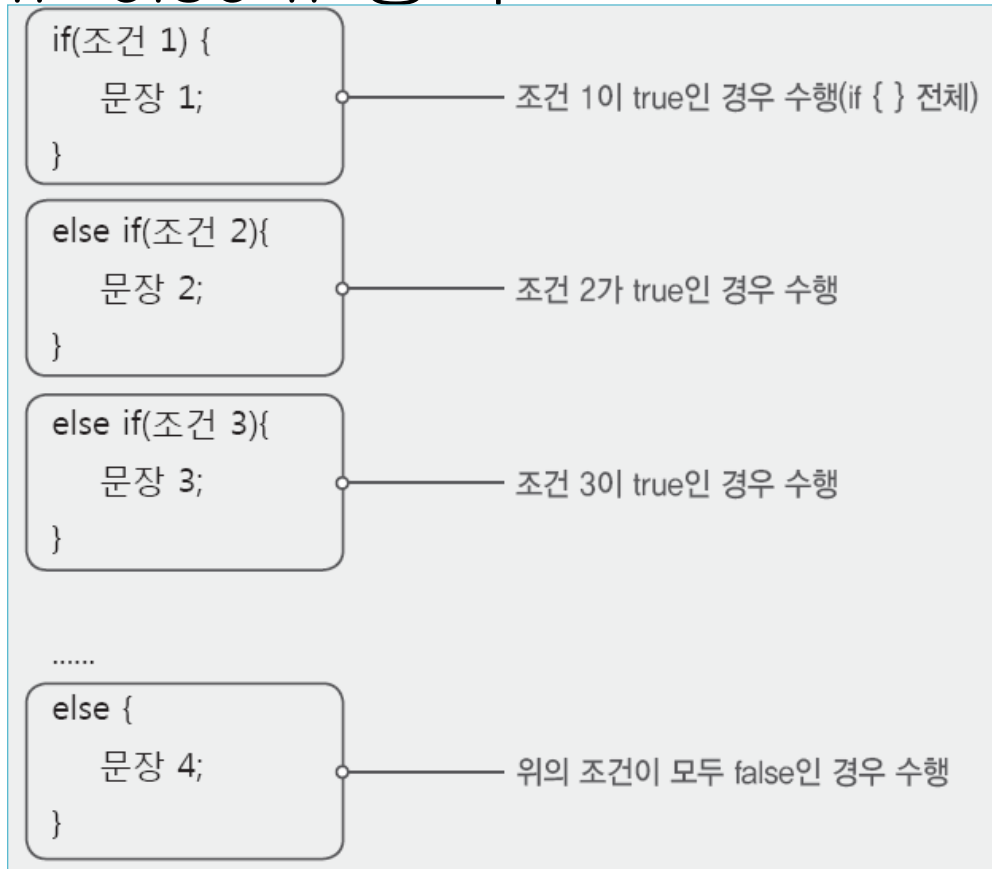 if(조건 1) {
문장 1;
조건 1이 true인 경우 수행(if { } 전체)
}
else if(조건 2){
문장 2;
조건 2가 true인 경우 수행
}
else if(조건 3){
문장 3;
조건 3이 true인 경우 수행
}
......
else {
문장 4;
위의 조건이 모두 false인 경우 수행
}